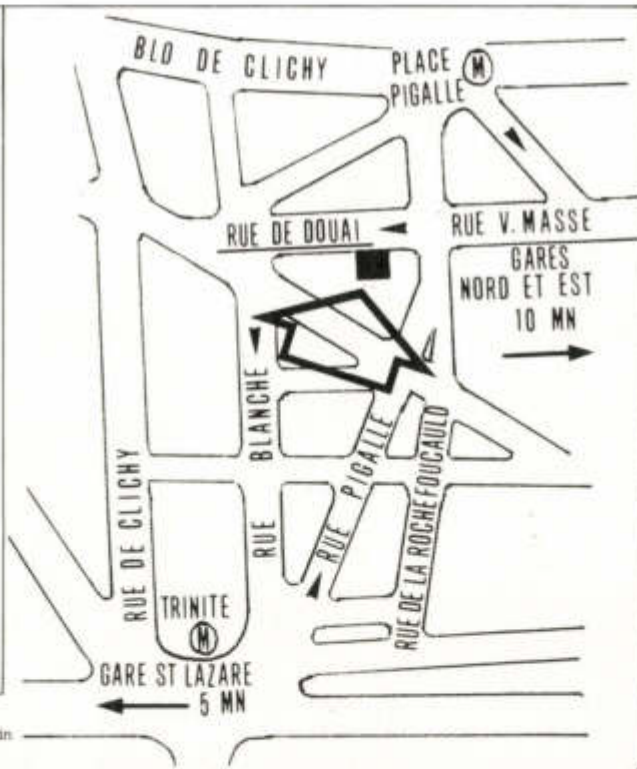 BLD DE CLICHY
PLACE
PIGALLE
M
RUE DE DOUAI
RUE V. MASSE
GARES
NORD ET EST
10 MN
BLANCHE
RUE
RUE PIGALLE
RUE DE LA ROCHEFOUCAULD
RUE DE CLICHY
TRINITE
M
GARE ST LAZARE
5 MN